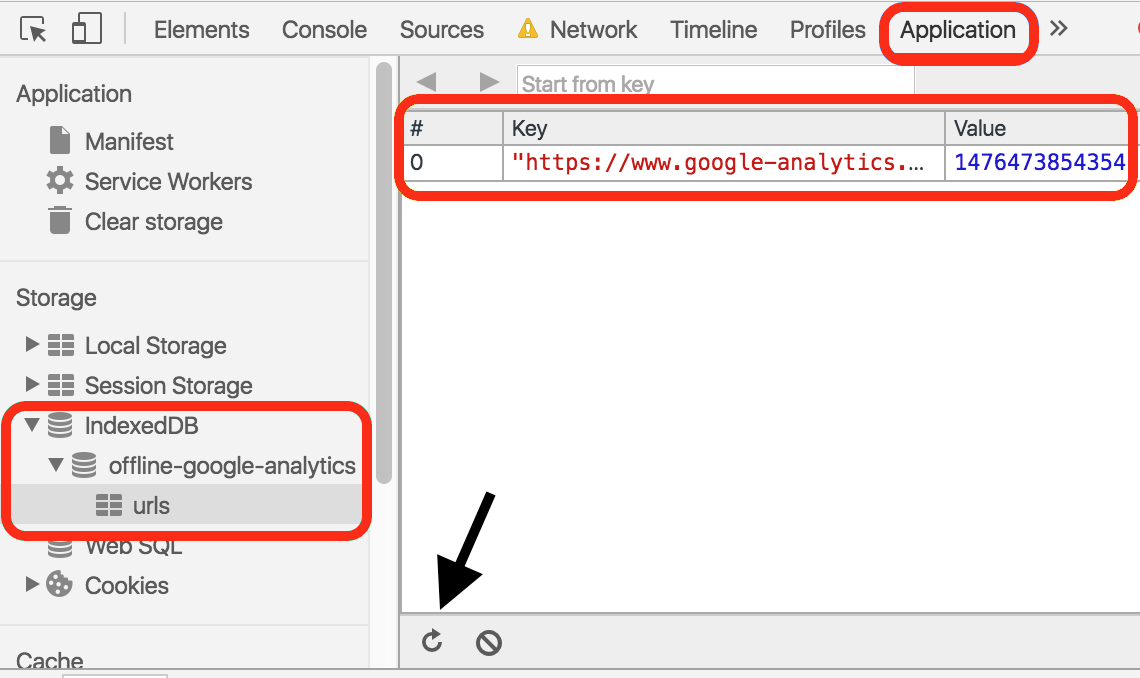 Elements Console Sources Network Timeline Profiles Application »
Application
Manifest
Service Workers
Clear storage
Storage
Local Storage
Session Storage
IndexedDB
offline-google-analytics
urls
Web SQL
Cookies
Cache
Start from key
# Key Value
0 "https://www.google-analytics.… 1476473854354